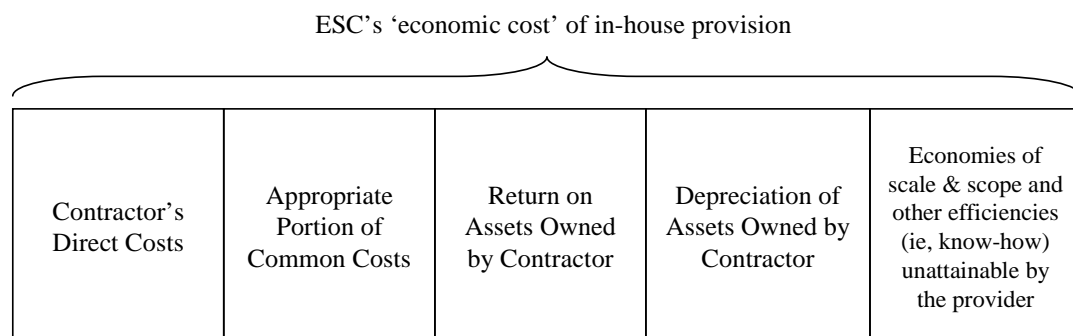 ESC's ‘economic cost’ of in-house provision
Contractor’s
Direct Costs
Appropriate
Portion of
Common Costs
Return on
Assets Owned
by Contractor
Depreciation of
Assets Owned by
Contractor
Economies of
scale & scope and
other efficiencies
(ie, know-how)
unattainable by
the provider